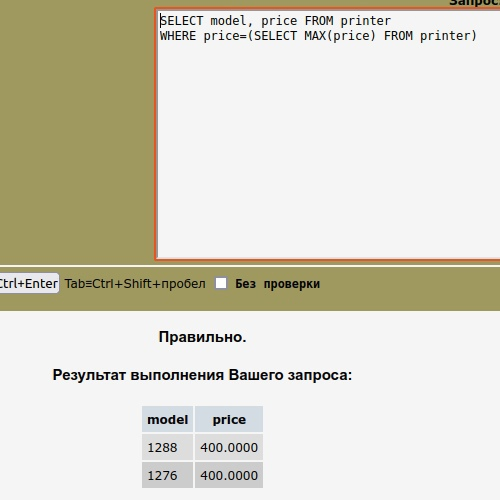 Запрос:
SELECT model, price FROM printer
WHERE price=(SELECT MAX(price) FROM printer)
Ctrl+Enter Tab≡Ctrl+Shift+пробел Без проверки
Правильно.
Результат выполнения Вашего запроса:
model price
1288 400.0000
1276 400.0000